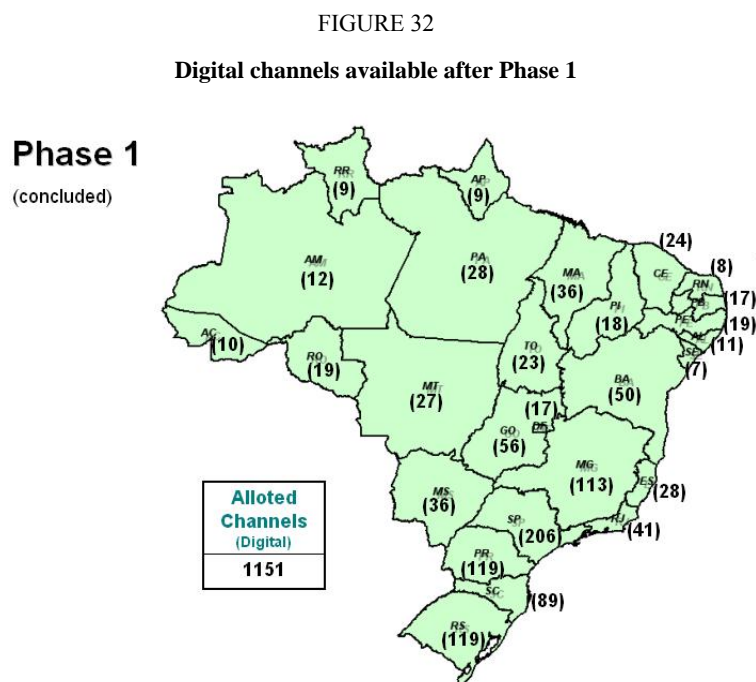 FIGURE 32
Digital channels available after Phase 1
Phase 1
(concluded)
RR
(9)
AP
(9)
(24)
AM
(12)
PA
(28)
MA
(36)
CE
(8)
RN
PI
(18)
PB
(17)
PE
(19)
AC
(10)
AL
(11)
RO
(19)
TO
(23)
SE
(7)
MT
(27)
BA
(50)
(17)
DF
GO
(56)
MG
(113)
ES
(28)
MS
(36)
Alloted
Channels
(Digital)
1151
SP
(206)
RJ
(41)
PR
(119)
SC
(89)
RS
(119)